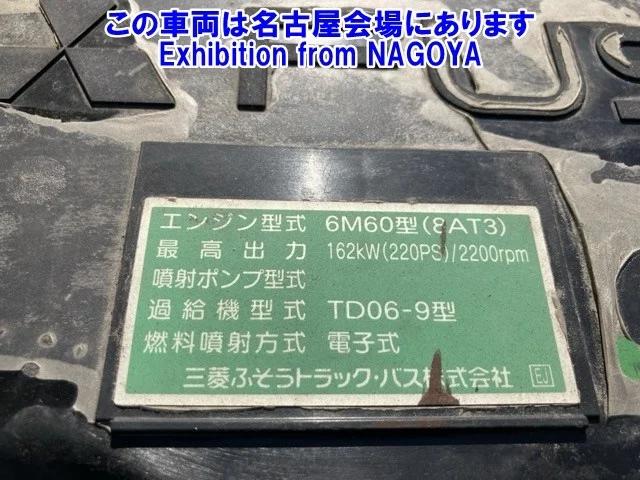 この車両は名古屋会場にあります
Exhibition from NAGOYA
エンジン型式 6M60型(8AT3)
最高出力 162kW(220PS)/2200rpm
噴射ポンプ型式
過給機型式 TD06-9型
燃料噴射方式 電子式
三菱ふそうトラック・バス株式会社 EJ